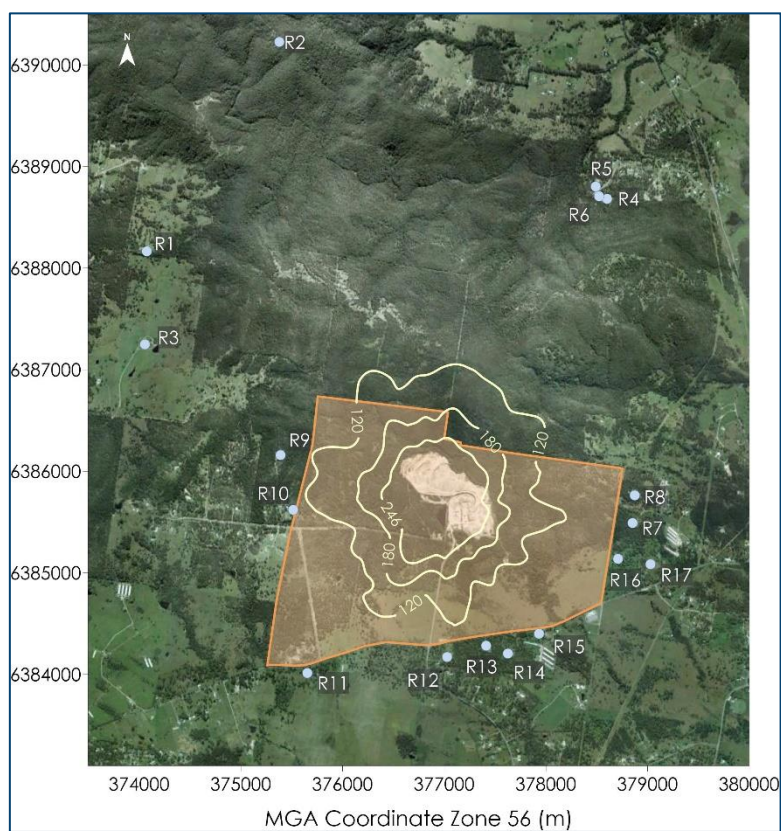 N
6390000
R2
6389000
R5
R6
R4
6388000
R1
R3
6387000
120
120
180
120
R9
6386000
R10
246
180
120
R8
R7
6385000
R16
R17
R15
R13
R14
R12
6384000
R11
374000 375000 376000 377000 378000 379000 380000
MGA Coordinate Zone 56 (m)